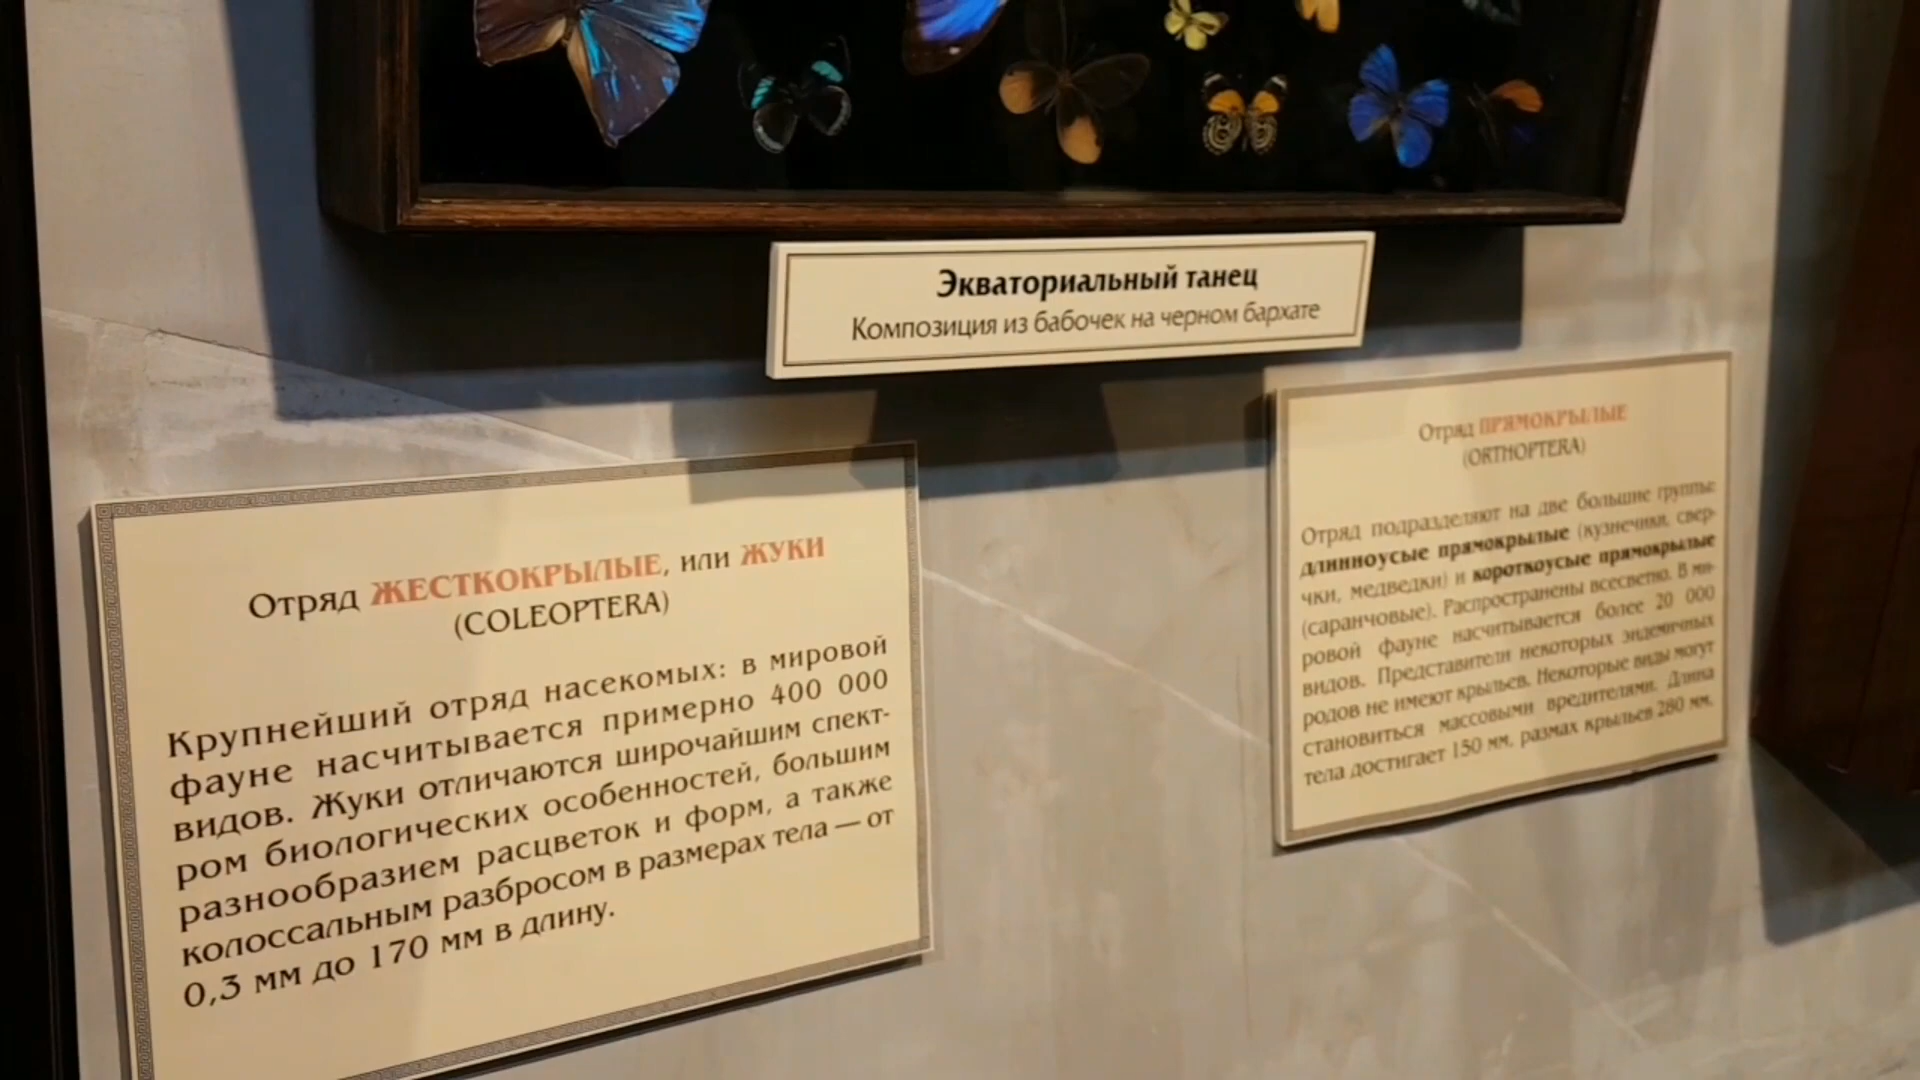 Экваториальный танец
Композиция из бабочек на черном бархате
Отряд ЖЕСТКОКРЫЛЫЕ, или ЖУКИ
(COLEOPTERA)
Крупнейший отряд насекомых: в мировой
фауне насчитывается примерно 400 000
видов. Жуки отличаются широчайшим спект-
ром биологических особенностей, большим
разнообразием расцветок и форм, а также
колоссальным разбросом в размерах тела — от
0,3 мм до 170 мм в длину.
Отряд ПРЯМОКРЫЛЫЕ
(ORTHOPTERA)
Отряд подразделяют на две большие группы:
длинноусые прямокрылые (кузнечики, свер-
чки, медведки) и короткоусые прямокрылые
(саранчовые). Распространены всесветно. В ми-
ровой фауне насчитывается более 20 000
видов. Представители некоторых эндемичных
родов не имеют крыльев. Некоторые виды могут
становиться массовыми вредителями. Длина
тела достигает 150 мм, размах крыльев 280 мм.